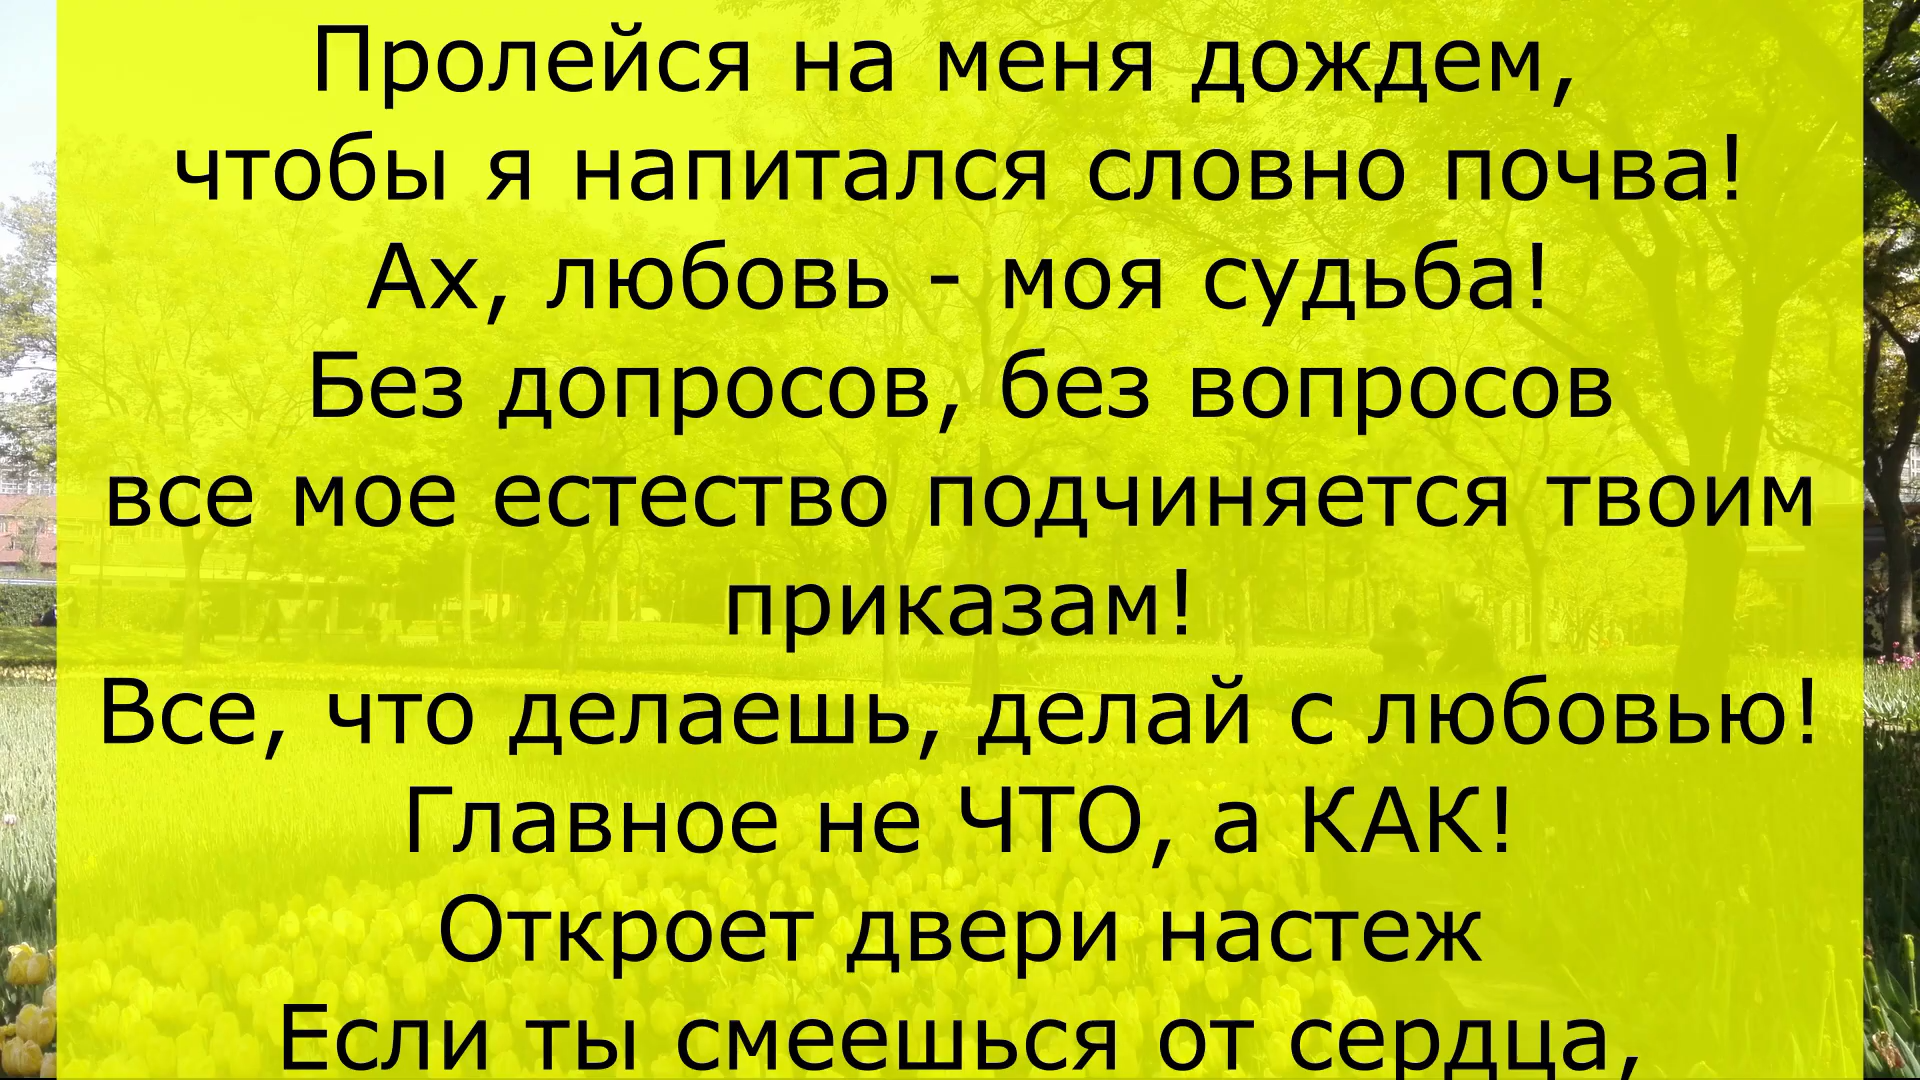 Пролейся на меня дождем,
чтобы я напитался словно почва!
Ах, любовь - моя судьба!
Без допросов, без вопросов
все мое естество подчиняется твоим
приказам!
Все, что делаешь, делай с любовью!
Главное не ЧТО, а КАК!
Откроет двери настеж
Если ты смеешься от сердца,